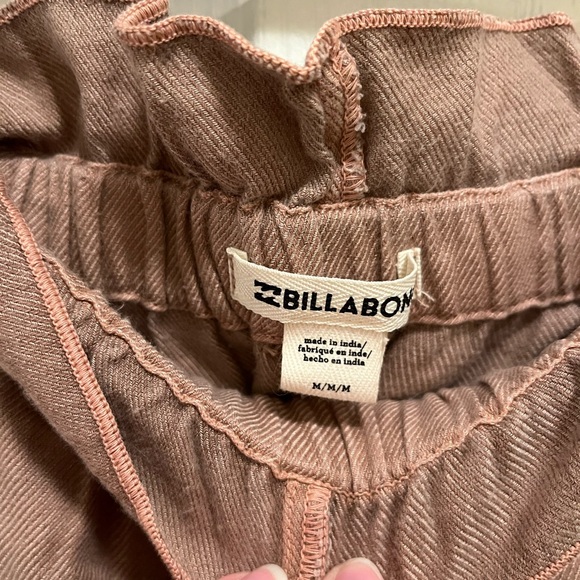 BILLABON
made in india/
fabriqué en inde/
hecho en india
M/M/M